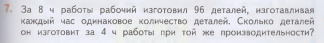 7. За 8 ч работы рабочий изготовил 96 деталей, изготавливая
каждый час одинаковое количество деталей. Сколько деталей
он изготовит за 4 ч работы при той же производительности?